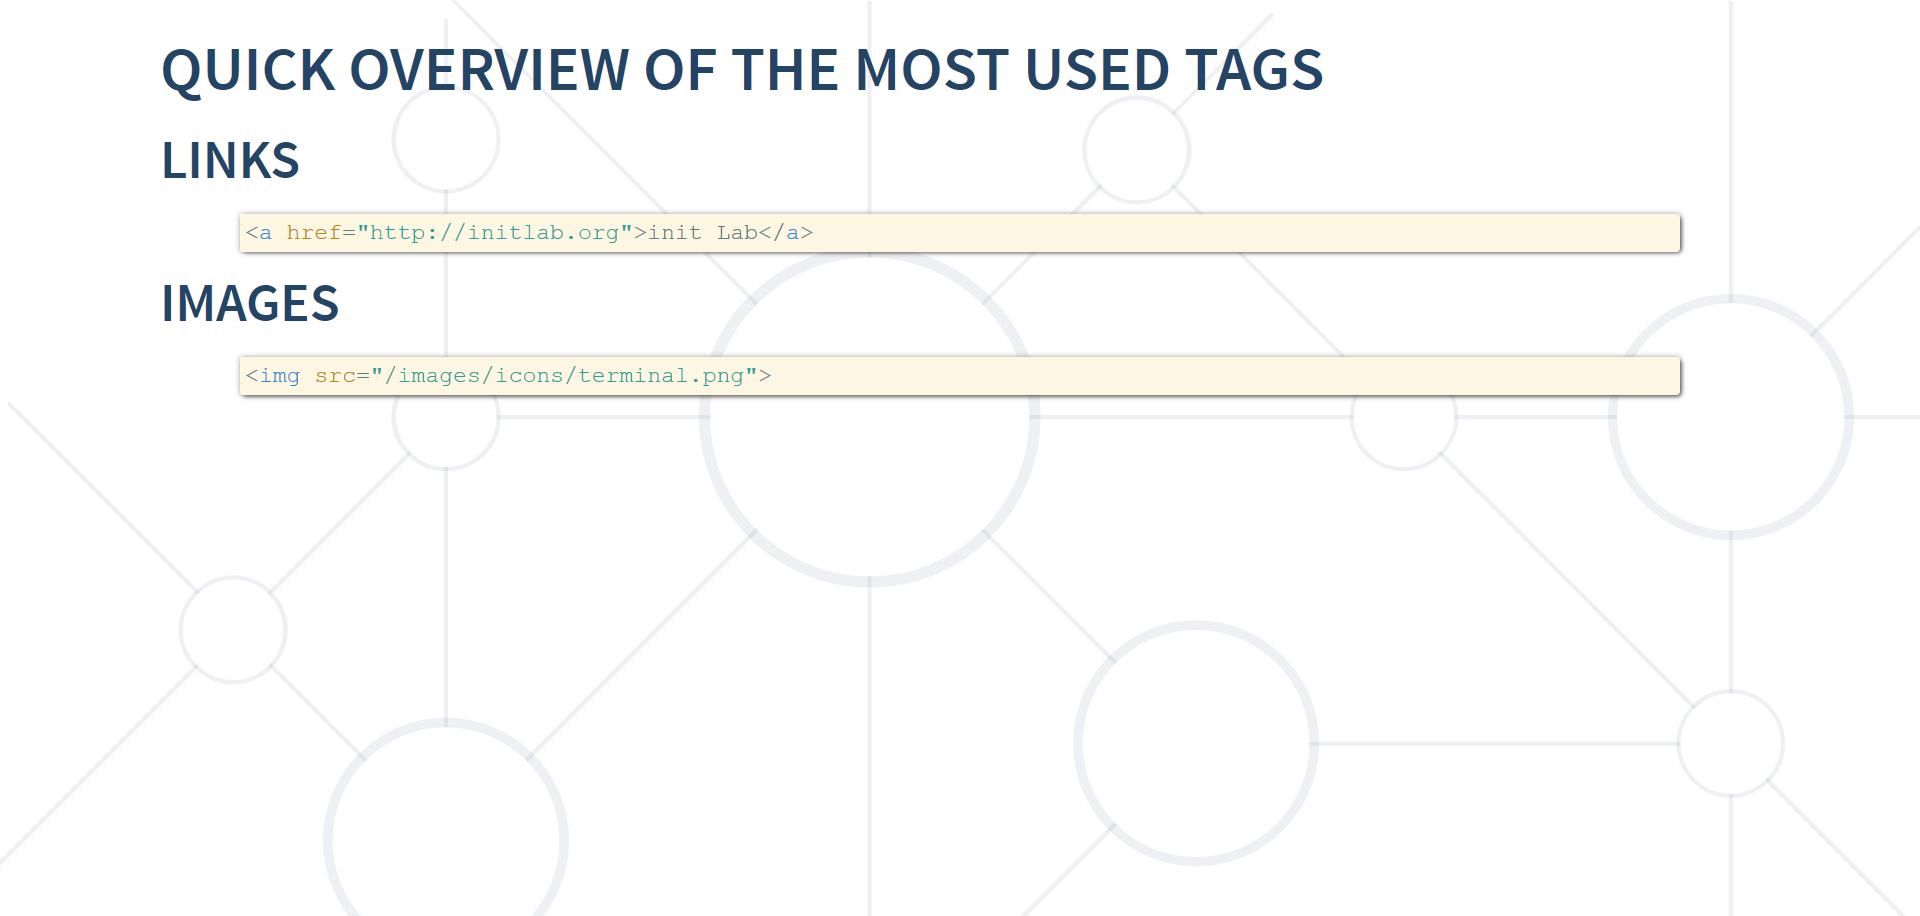 QUICK OVERVIEW OF THE MOST USED TAGS
LINKS
<a href="http://initlab.org">init Lab</a>
IMAGES
<img src="/images/icons/terminal.png">